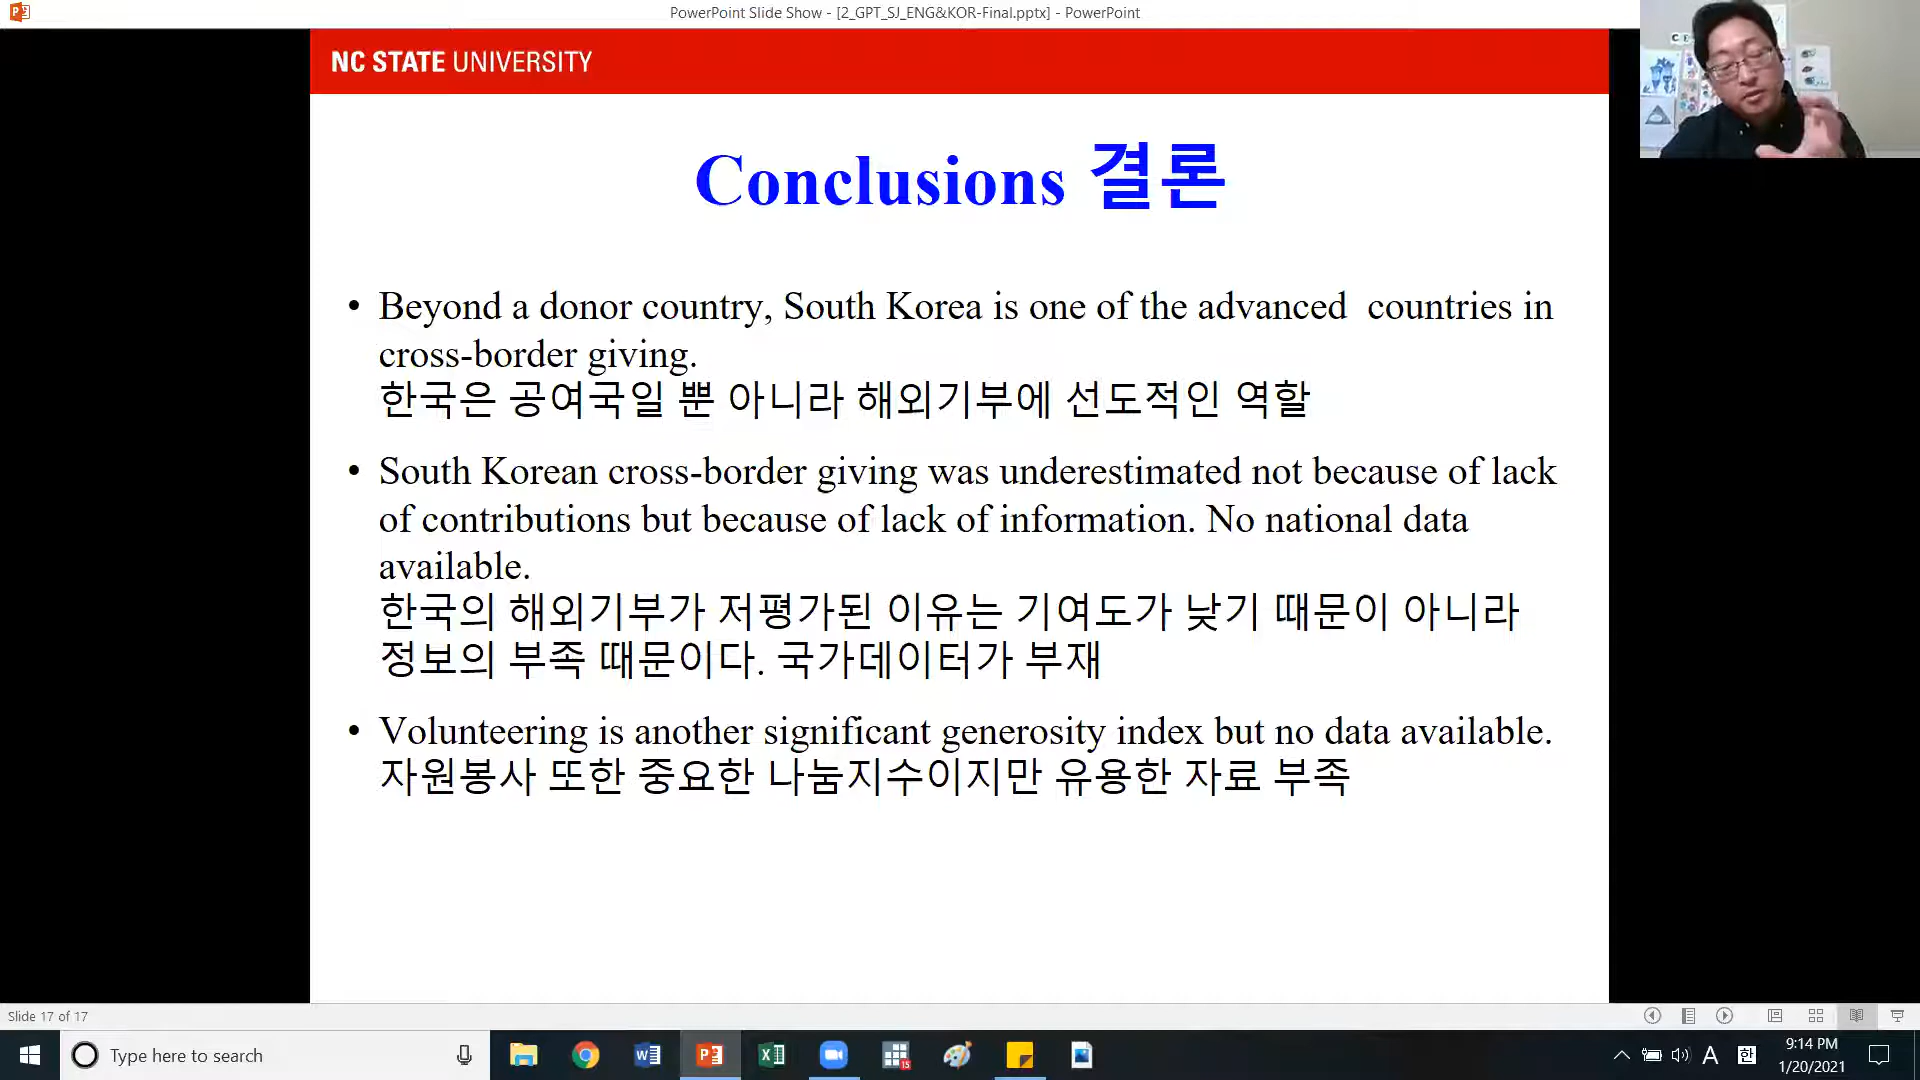 PowerPoint Slide Show - [2_GPT_SJ_ENG&KOR-Final.pptx] - PowerPoint
NC STATE UNIVERSITY
Conclusions 결론
• Beyond a donor country, South Korea is one of the advanced countries in
cross-border giving.
한국은 공여국일 뿐 아니라 해외기부에 선도적인 역할
• South Korean cross-border giving was underestimated not because of lack
of contributions but because of lack of information. No national data
available.
한국의 해외기부가 저평가된 이유는 기여도가 낮기 때문이 아니라
정보의 부족 때문이다. 국가데이터가 부재
• Volunteering is another significant generosity index but no data available.
자원봉사 또한 중요한 나눔지수이지만 유용한 자료 부족
Slide 17 of 17
Type here to search
15
A 한
9:14 PM
1/20/2021